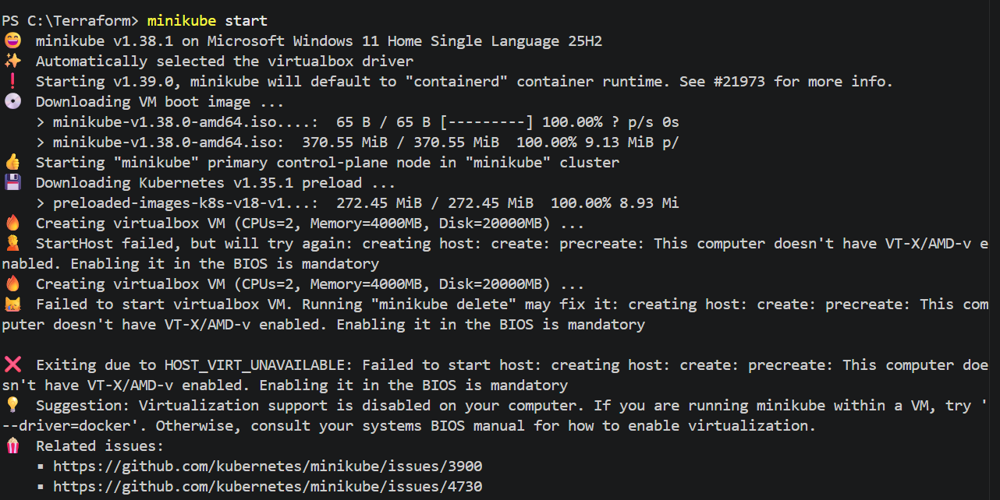 PS C:\Terraform> minikube start
😄 minikube v1.38.1 on Microsoft Windows 11 Home Single Language 25H2
✨ Automatically selected the virtualbox driver
❗ Starting v1.39.0, minikube will default to "containerd" container runtime. See #21973 for more info.
💿 Downloading VM boot image ...
> minikube-v1.38.0-amd64.iso....:  65 B / 65 B [---------] 100.00% ? p/s 0s
> minikube-v1.38.0-amd64.iso:  370.55 MiB / 370.55 MiB  100.00% 9.13 MiB p/
👍 Starting "minikube" primary control-plane node in "minikube" cluster
💾 Downloading Kubernetes v1.35.1 preload ...
> preloaded-images-k8s-v18-v1...:  272.45 MiB / 272.45 MiB  100.00% 8.93 Mi
🔥 Creating virtualbox VM (CPUs=2, Memory=4000MB, Disk=20000MB) ...
🤦 StartHost failed, but will try again: creating host: create: precreate: This computer doesn't have VT-X/AMD-v e
nabled. Enabling it in the BIOS is mandatory
🔥 Creating virtualbox VM (CPUs=2, Memory=4000MB, Disk=20000MB) ...
😿 Failed to start virtualbox VM. Running "minikube delete" may fix it: creating host: create: precreate: This com
puter doesn't have VT-X/AMD-v enabled. Enabling it in the BIOS is mandatory
❌ Exiting due to HOST_VIRT_UNAVAILABLE: Failed to start host: creating host: create: precreate: This computer doe
sn't have VT-X/AMD-v enabled. Enabling it in the BIOS is mandatory
💡 Suggestion: Virtualization support is disabled on your computer. If you are running minikube within a VM, try '
--driver=docker'. Otherwise, consult your systems BIOS manual for how to enable virtualization.
🍿 Related issues:
▪ https://github.com/kubernetes/minikube/issues/3900
▪ https://github.com/kubernetes/minikube/issues/4730